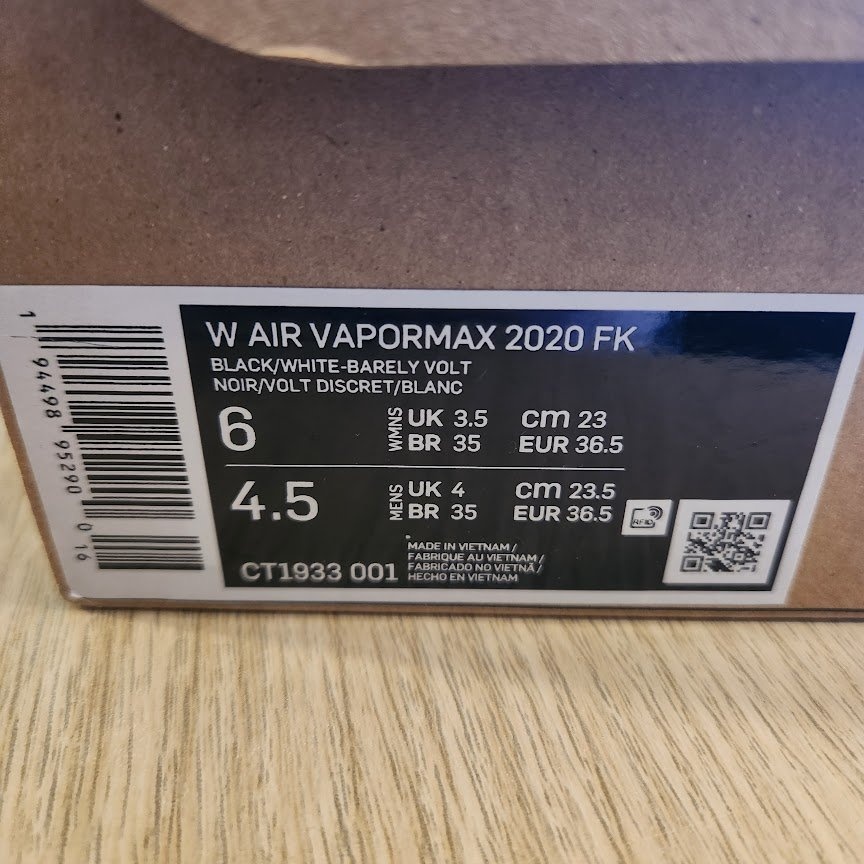 W AIR VAPORMAX 2020 FK
BLACK/WHITE-BARELY VOLT
NOIR/VOLT DISCRET/BLANC
6 WMNS UK 3.5 cm 23
BR 35 EUR 36.5
4.5 MENS UK 4 cm 23.5
BR 35 EUR 36.5
RFID
CT1933 001
MADE IN VIETNAM /
FABRIQUE AU VIETNAM /
FABRICADO NO VIETNÃ /
HECHO EN VIETNAM
1 94498 95290 0 16